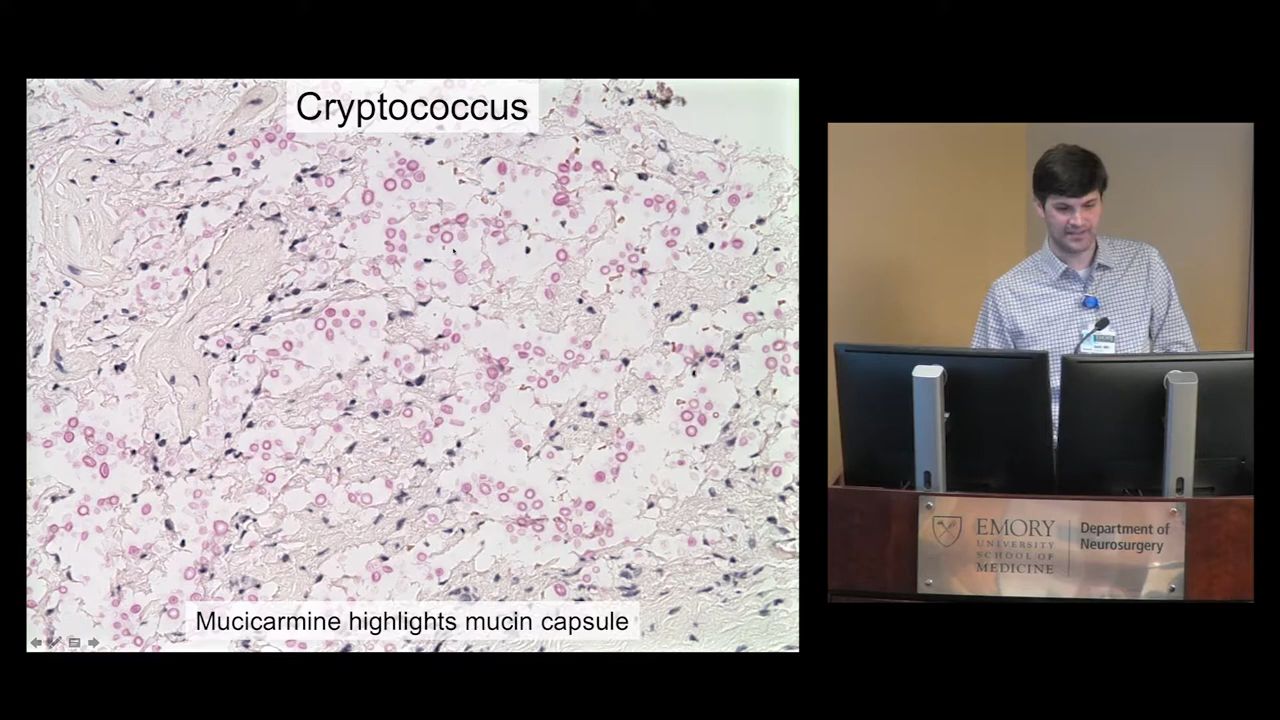 Cryptococcus
Mucicarmine highlights mucin capsule
EMORY
UNIVERSITY
SCHOOL OF
MEDICINE
Department of
Neurosurgery